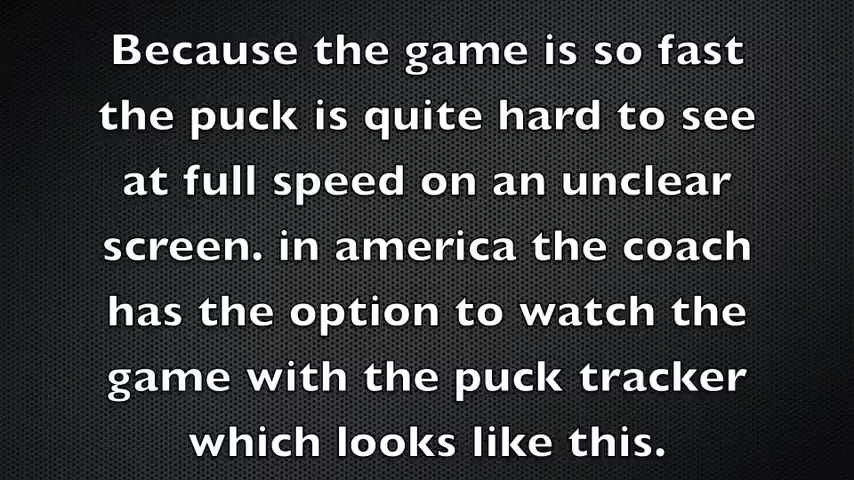 Because the game is so fast
the puck is quite hard to see
at full speed on an unclear
screen. in america the coach
has the option to watch the
game with the puck tracker
which looks like this.